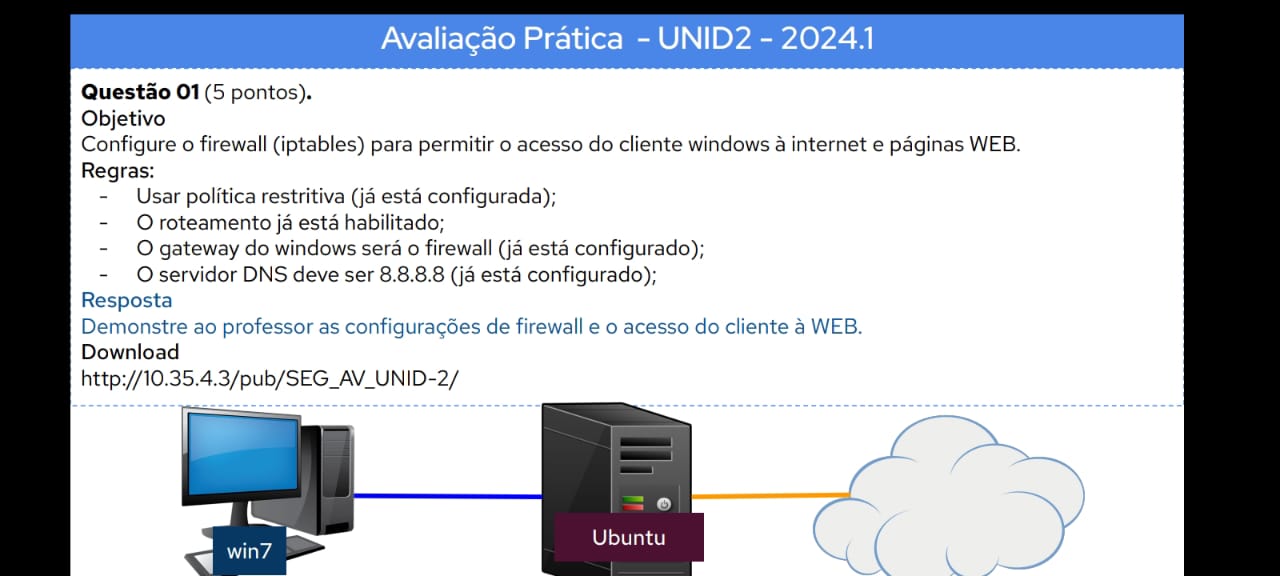 Avaliação Prática - UNID2 - 2024.1
Questão 01 (5 pontos).
Objetivo
Configure o firewall (iptables) para permitir o acesso do cliente windows à internet e páginas WEB.
Regras:
- Usar política restritiva (já está configurada);
- O roteamento já está habilitado;
- O gateway do windows será o firewall (já está configurado);
- O servidor DNS deve ser 8.8.8.8 (já está configurado);
Resposta
Demonstre ao professor as configurações de firewall e o acesso do cliente à WEB.
Download
http://10.35.4.3/pub/SEG_AV_UNID-2/
Ubuntu
win7